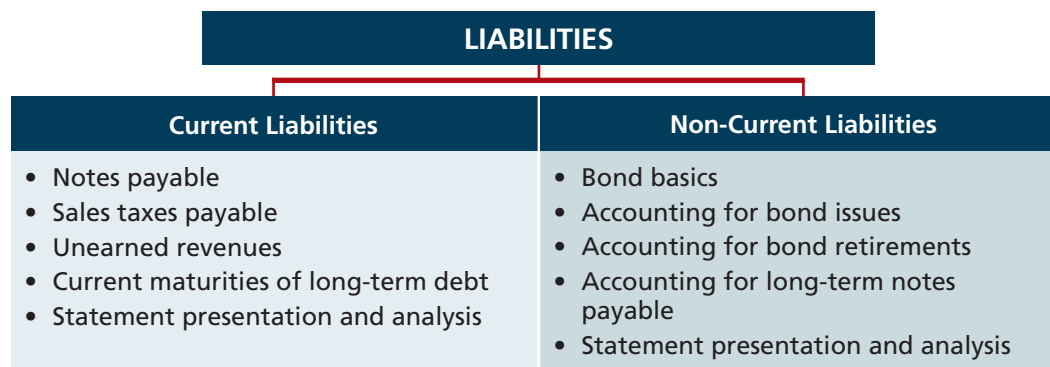 LIABILITIES
Current Liabilities
• Notes payable
• Sales taxes payable
• Unearned revenues
• Current maturities of long-term debt
• Statement presentation and analysis
Non-Current Liabilities
• Bond basics
• Accounting for bond issues
• Accounting for bond retirements
• Accounting for long-term notes
payable
• Statement presentation and analysis